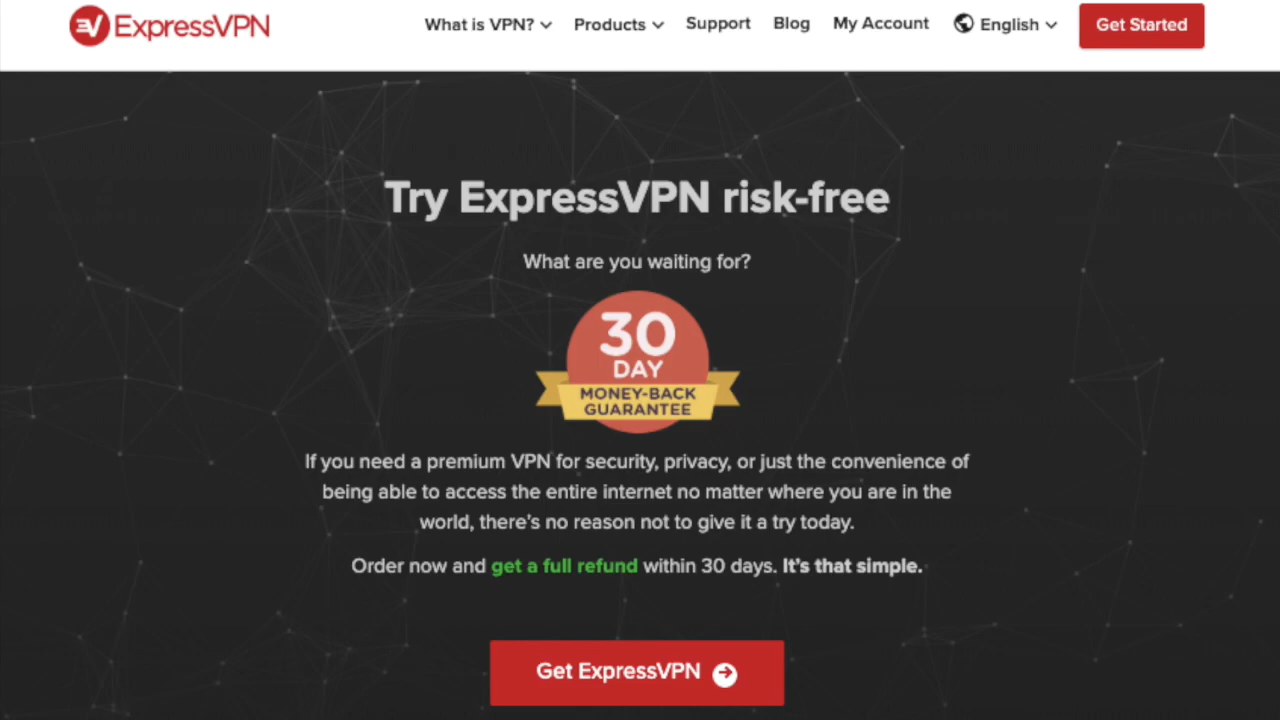 ExpressVPN
What is VPN? Products Support Blog My Account English Get Started
Try ExpressVPN risk-free
What are you waiting for?
30
DAY
MONEY-BACK
GUARANTEE
If you need a premium VPN for security, privacy, or just the convenience of
being able to access the entire internet no matter where you are in the
world, there's no reason not to give it a try today.
Order now and get a full refund within 30 days. It's that simple.
Get ExpressVPN